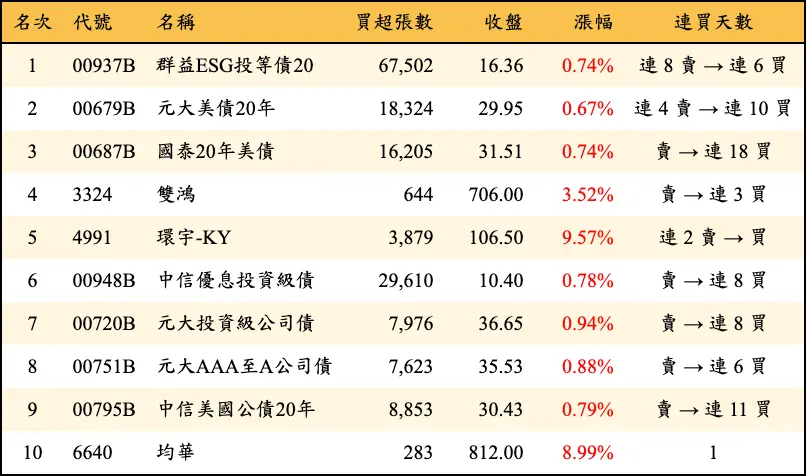 名次 代號 名稱 買超張數 收盤 漲幅 連買天數
1 00937B 群益ESG投等債20 67,502 16.36 0.74% 連 8 賣 → 連 6 買
2 00679B 元大美債20年 18,324 29.95 0.67% 連 4 賣 → 連 10 買
3 00687B 國泰20年美債 16,205 31.51 0.74% 賣 → 連 18 買
4 3324 雙鴻 644 706.00 3.52% 賣 → 連 3 買
5 4991 環宇-KY 3,879 106.50 9.57% 連 2 賣 → 買
6 00948B 中信優息投資級債 29,610 10.40 0.78% 賣 → 連 8 買
7 00720B 元大投資級公司債 7,976 36.65 0.94% 賣 → 連 8 買
8 00751B 元大AAA至A公司債 7,623 35.53 0.88% 賣 → 連 6 買
9 00795B 中信美國公債20年 8,853 30.43 0.79% 賣 → 連 11 買
10 6640 均華 283 812.00 8.99% 1